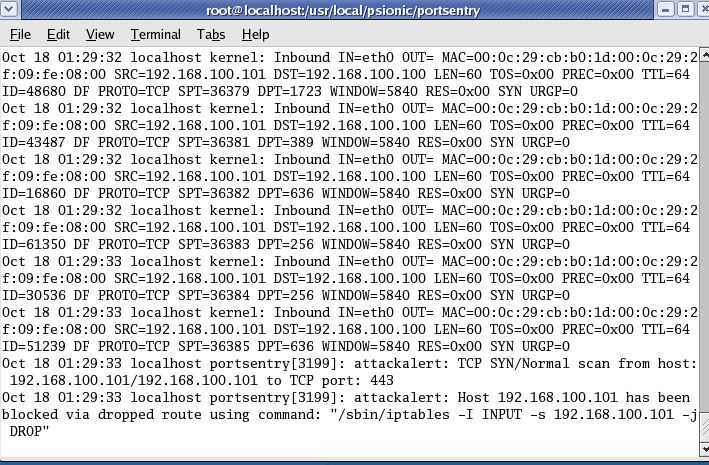 root@localhost:/usr/local/psionic/portsentry
File Edit View Terminal Tabs Help
Oct 18 01:29:32 localhost kernel: Inbound IN=eth0 OUT= MAC=00:0c:29:cb:b0:1d:00:0c:29:2
f:09:fe:08:00 SRC=192.168.100.101 DST=192.168.100.100 LEN=60 TOS=0x00 PREC=0x00 TTL=64
ID=48680 DF PROTO=TCP SPT=36379 DPT=1723 WINDOW=5840 RES=0x00 SYN URGP=0
Oct 18 01:29:32 localhost kernel: Inbound IN=eth0 OUT= MAC=00:0c:29:cb:b0:1d:00:0c:29:2
f:09:fe:08:00 SRC=192.168.100.101 DST=192.168.100.100 LEN=60 TOS=0x00 PREC=0x00 TTL=64
ID=43487 DF PROTO=TCP SPT=36381 DPT=389 WINDOW=5840 RES=0x00 SYN URGP=0
Oct 18 01:29:32 localhost kernel: Inbound IN=eth0 OUT= MAC=00:0c:29:cb:b0:1d:00:0c:29:2
f:09:fe:08:00 SRC=192.168.100.101 DST=192.168.100.100 LEN=60 TOS=0x00 PREC=0x00 TTL=64
ID=16860 DF PROTO=TCP SPT=36382 DPT=636 WINDOW=5840 RES=0x00 SYN URGP=0
Oct 18 01:29:32 localhost kernel: Inbound IN=eth0 OUT= MAC=00:0c:29:cb:b0:1d:00:0c:29:2
f:09:fe:08:00 SRC=192.168.100.101 DST=192.168.100.100 LEN=60 TOS=0x00 PREC=0x00 TTL=64
ID=61350 DF PROTO=TCP SPT=36383 DPT=256 WINDOW=5840 RES=0x00 SYN URGP=0
Oct 18 01:29:33 localhost kernel: Inbound IN=eth0 OUT= MAC=00:0c:29:cb:b0:1d:00:0c:29:2
f:09:fe:08:00 SRC=192.168.100.101 DST=192.168.100.100 LEN=60 TOS=0x00 PREC=0x00 TTL=64
ID=30536 DF PROTO=TCP SPT=36384 DPT=256 WINDOW=5840 RES=0x00 SYN URGP=0
Oct 18 01:29:33 localhost kernel: Inbound IN=eth0 OUT= MAC=00:0c:29:cb:b0:1d:00:0c:29:2
f:09:fe:08:00 SRC=192.168.100.101 DST=192.168.100.100 LEN=60 TOS=0x00 PREC=0x00 TTL=64
ID=51239 DF PROTO=TCP SPT=36385 DPT=636 WINDOW=5840 RES=0x00 SYN URGP=0
Oct 18 01:29:33 localhost portsentry[3199]: attackalert: TCP SYN/Normal scan from host:
192.168.100.101/192.168.100.101 to TCP port: 443
Oct 18 01:29:33 localhost portsentry[3199]: attackalert: Host 192.168.100.101 has been
blocked via dropped route using command: "/sbin/iptables -I INPUT -s 192.168.100.101 -j
DROP"